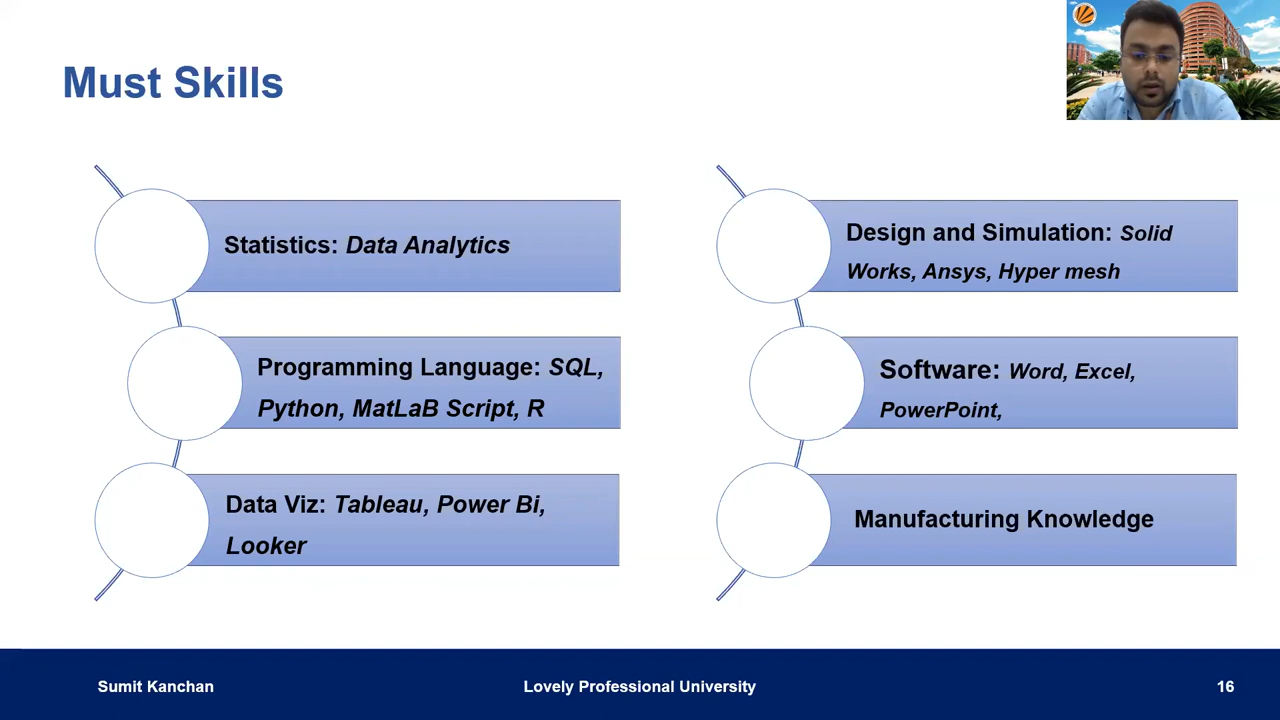 Must Skills
Statistics: Data Analytics
Programming Language: SQL,
Python, MatLaB Script, R
Data Viz: Tableau, Power Bi,
Looker
Design and Simulation: Solid
Works, Ansys, Hyper mesh
Software: Word, Excel,
PowerPoint,
Manufacturing Knowledge
Sumit Kanchan
Lovely Professional University
16